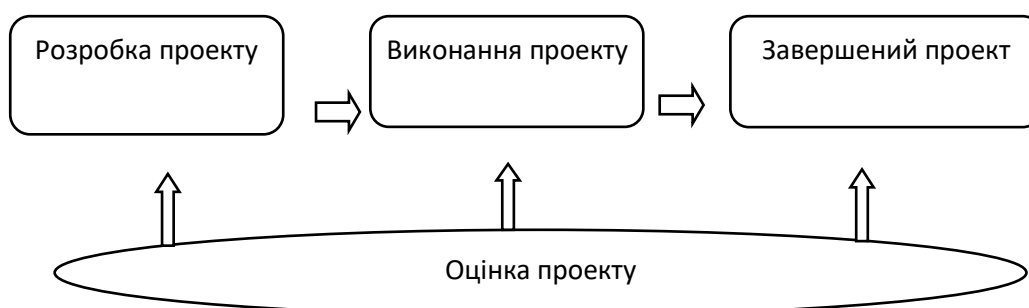 Розробка проекту
Виконання проекту
Завершений проект
Оцінка проекту